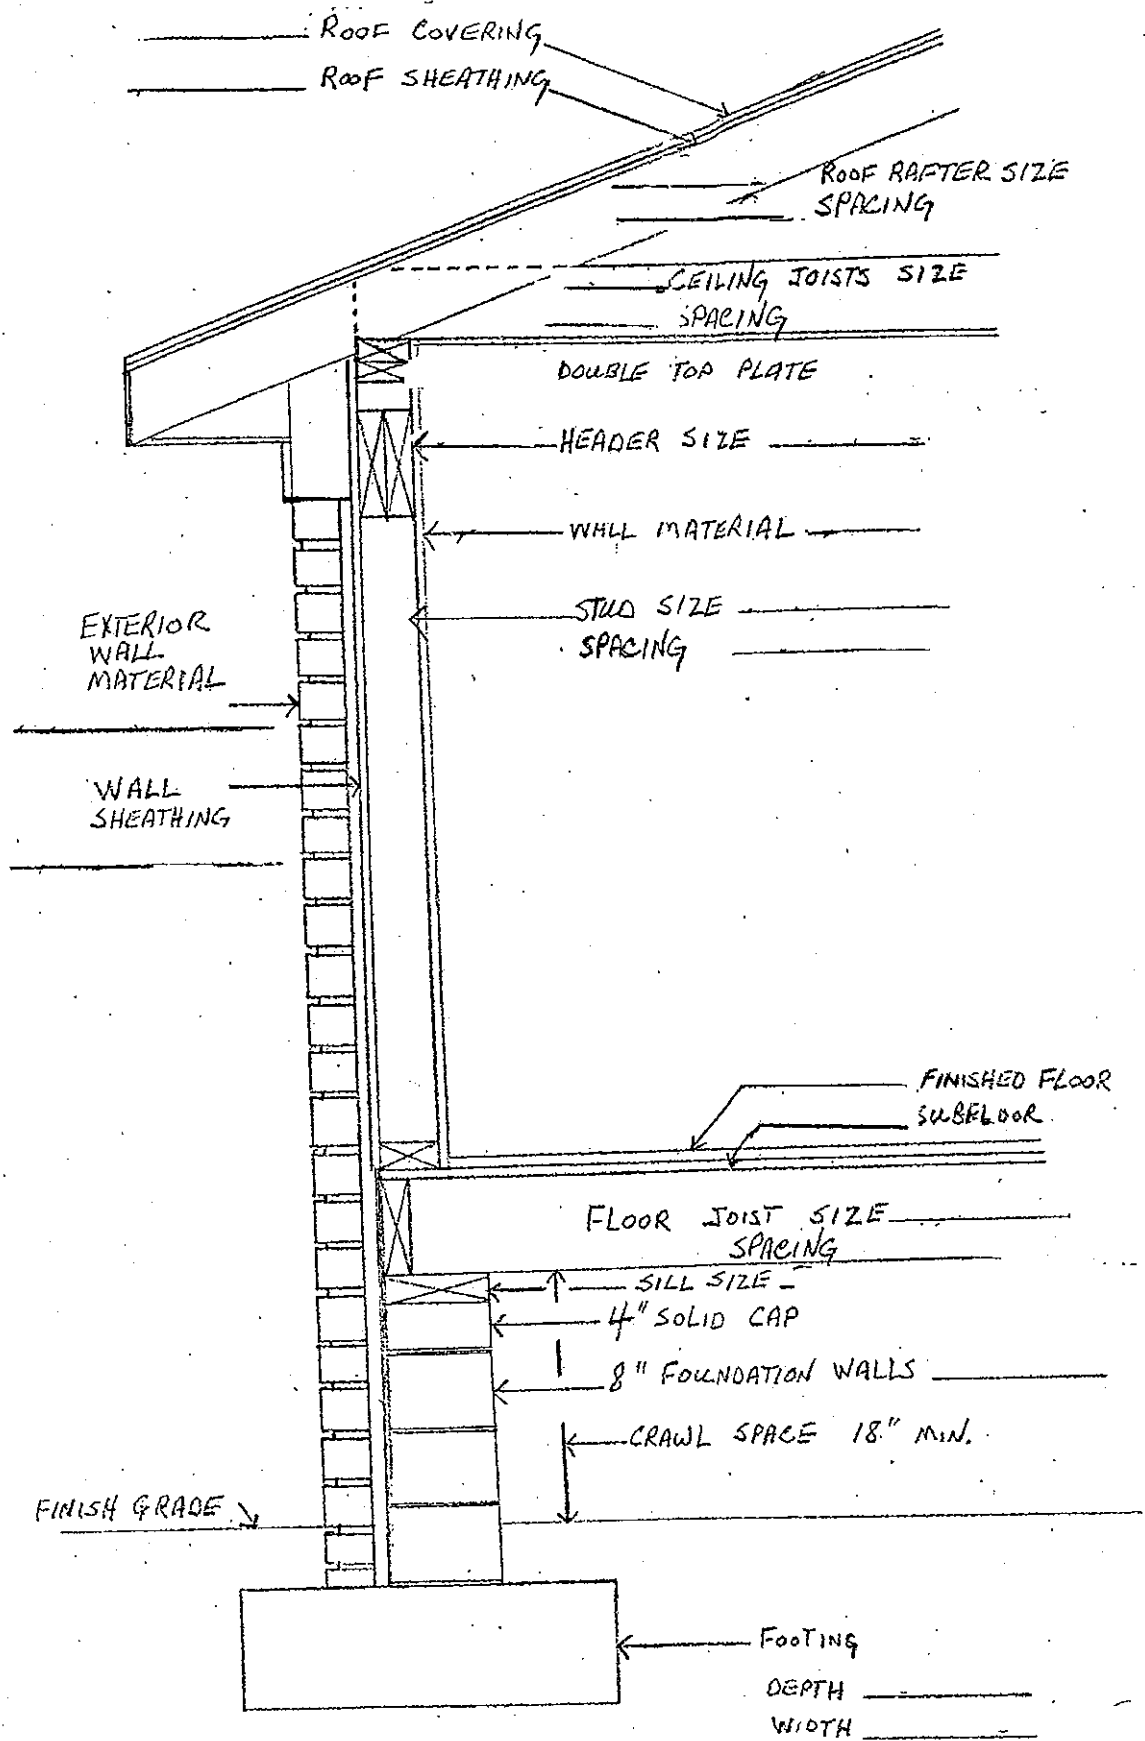 ROOF COVERING
ROOF SHEATHING
ROOF RAFTER SIZE
SPACING
CEILING JOISTS SIZE
SPACING
DOUBLE TOP PLATE
HEADER SIZE
WALL MATERIAL
STUD SIZE
SPACING
EXTERIOR
WALL
MATERIAL
WALL
SHEATHING
FINISHED FLOOR
SUBFLOOR
FLOOR JOIST SIZE
SPACING
SILL SIZE
4" SOLID CAP
8" FOUNDATION WALLS
CRAWL SPACE 18" MIN.
FINISH GRADE
FOOTING
DEPTH
WIDTH